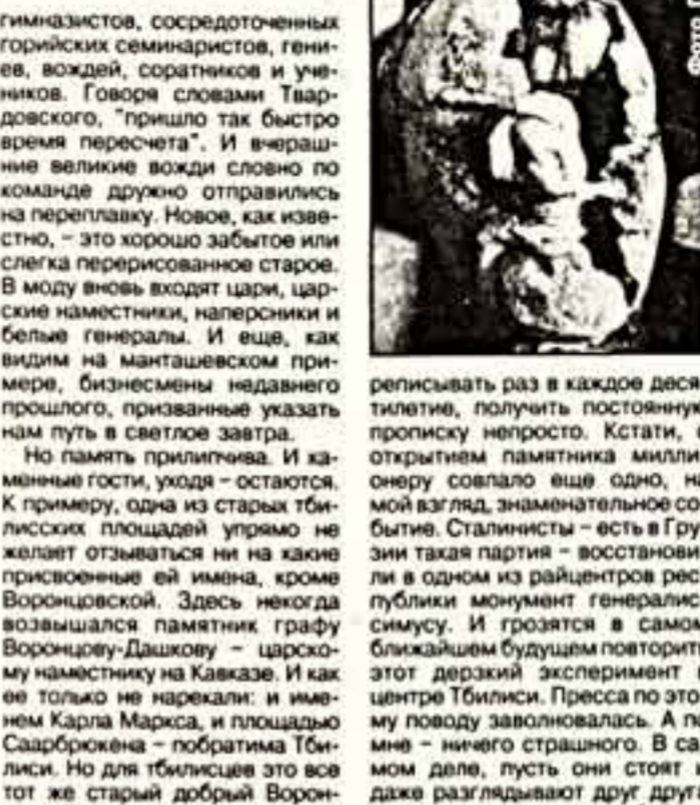 гимназистов, сосредоточенных
горийских семинаристов, гени-
ев, вождей, соратников и уче-
ников. Говоря словами Твар-
довского, "пришло так быстро
время пересчета". И вчераш-
ние великие вожди словно по
команде дружно отправились
на переплавку. Новое, как изве-
стно, – это хорошо забытое или
слегка перерисованное старое.
В моду вновь входят цари, цар-
ские наместники, наперсники и
белые генералы. И еще, как
видим на манташевском при-
мере, бизнесмены недавнего
прошлого, призванные указать
нам путь в светлое завтра.
Но память прилипчива. И ка-
менные гости, уходя – остаются.
К примеру, одна из старых тби-
лисских площадей упрямо не
желает отзываться ни на какие
присвоенные ей имена, кроме
Воронцовской. Здесь некогда
возвышался памятник графу
Воронцову-Дашкову – царско-
му наместнику на Кавказе. И как
ее только не нарекали: и име-
нем Карла Маркса, и площадью
Саарбрюкена – побратима Тби-
лиси. Но для тбилисцев это все
тот же старый добрый Ворон-
Фото
реписывать раз в каждое деся
тилетие, получить постоянную
прописку непросто. Кстати, с
открытием памятника милли
онеру совпало еще одно, на
мой взгляд, знаменательное со
бытие. Сталинисты – есть в Гру
зии такая партия – восстанови
ли в одном из райцентров рес
публики монумент генералис
симусу. И грозятся в самом
ближайшем будущем повторить
этот дерзкий эксперимент в
центре Тбилиси. Пресса по это
му поводу заволновалась. А по
мне – ничего страшного. В са
мом деле, пусть они стоят и
даже разглядывают друг друга